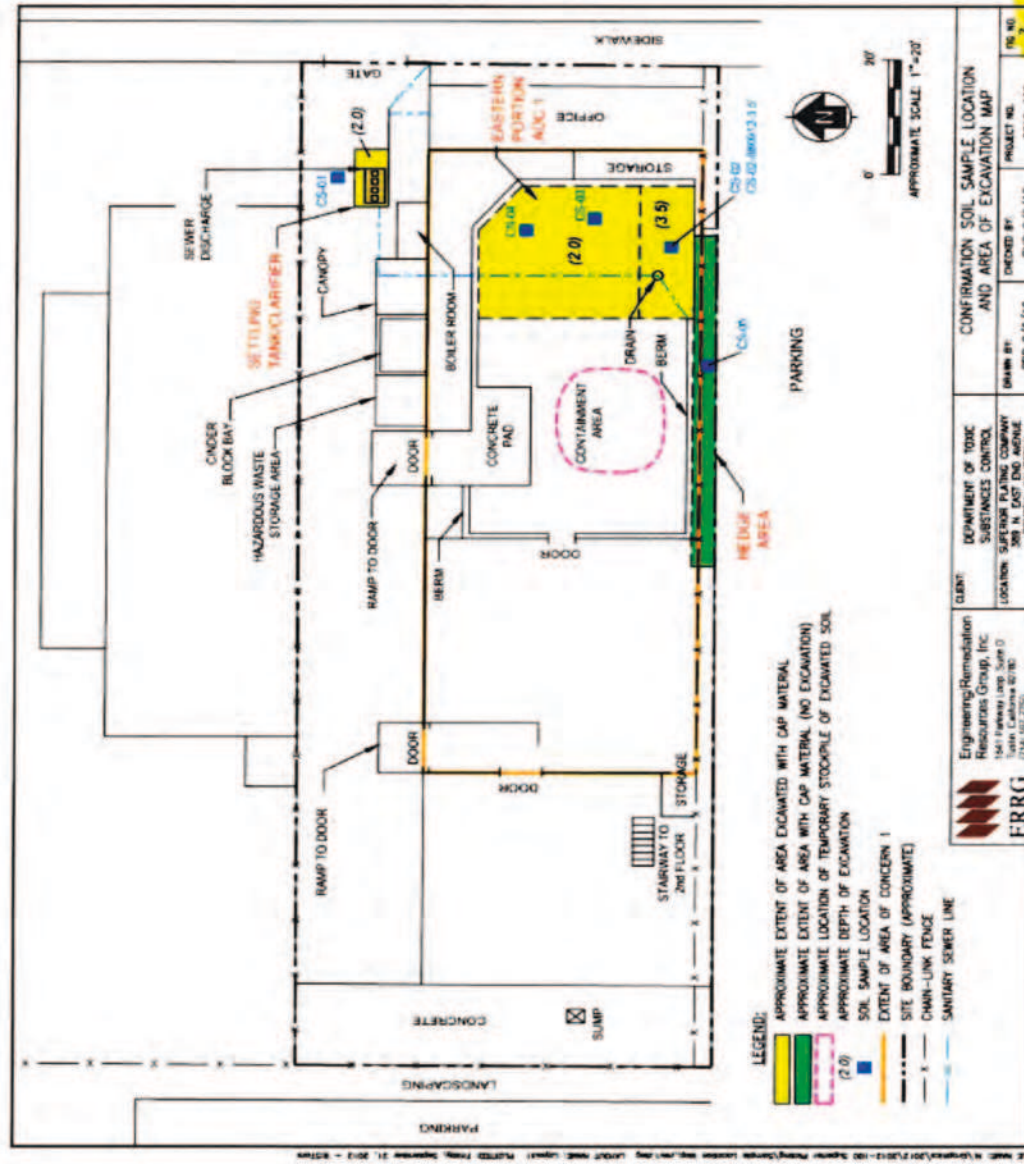 SIDEWALK
GATE
SEWER
DISCHARGE
(2.0)
CS-01
SETTLING
TANK/CLARIFIER
CANOPY
CINDER
BLOCK BAY
HAZARDOUS WASTE
STORAGE AREA
BOILER ROOM
EASTERN
PORTION
AOC 1
OFFICE
STORAGE
CS-04
CS-03
(2.0)
(3.5)
CS-02
RAMP TO DOOR
DOOR
CONCRETE
PAD
CONTAINMENT
AREA
DRAIN
BERM
CS-05
BERM
DOOR
HEDGE
AREA
PARKING
RAMP TO DOOR
DOOR
DOOR
STORAGE
STAIRWAY TO
2nd FLOOR
CONCRETE
SUMP
LANDSCAPING
PARKING
N
0'
20'
APPROXIMATE SCALE: 1"=20'
LEGEND:
APPROXIMATE EXTENT OF AREA EXCAVATED WITH CAP MATERIAL
APPROXIMATE EXTENT OF AREA WITH CAP MATERIAL (NO EXCAVATION)
APPROXIMATE LOCATION OF TEMPORARY STOCKPILE OF EXCAVATED SOIL
(2.0) APPROXIMATE DEPTH OF EXCAVATION
SOIL SAMPLE LOCATION
EXTENT OF AREA OF CONCERN 1
SITE BOUNDARY (APPROXIMATE)
CHAIN-LINK FENCE
SANITARY SEWER LINE
ERRG
Engineering/Remediation
Resources Group, Inc.
CLIENT:
DEPARTMENT OF TOXIC
SUBSTANCES CONTROL
LOCATION: SUPERIOR PLATING COMPANY
CONFIRMATION SOIL SAMPLE LOCATION
AND AREA OF EXCAVATION MAP
DRAWN BY:
CHECKED BY:
PROJECT NO.
FIG NO.